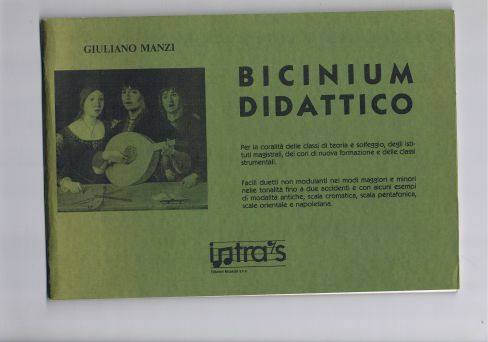 GIULIANO MANZI
BICINIUM
DIDATTICO
Per la coralità delle classi di teoria e solfeggio, degli isti-
tuti magistrali, dei cori di nuova formazione e delle classi
strumentali.
Facili duetti non modulanti nei modi maggiori e minori
nelle tonalità fino a due accidenti e con alcuni esempi
di modalità antiche, scala cromatica, scala pentafonica,
scale orientale e napoletana.
intra's